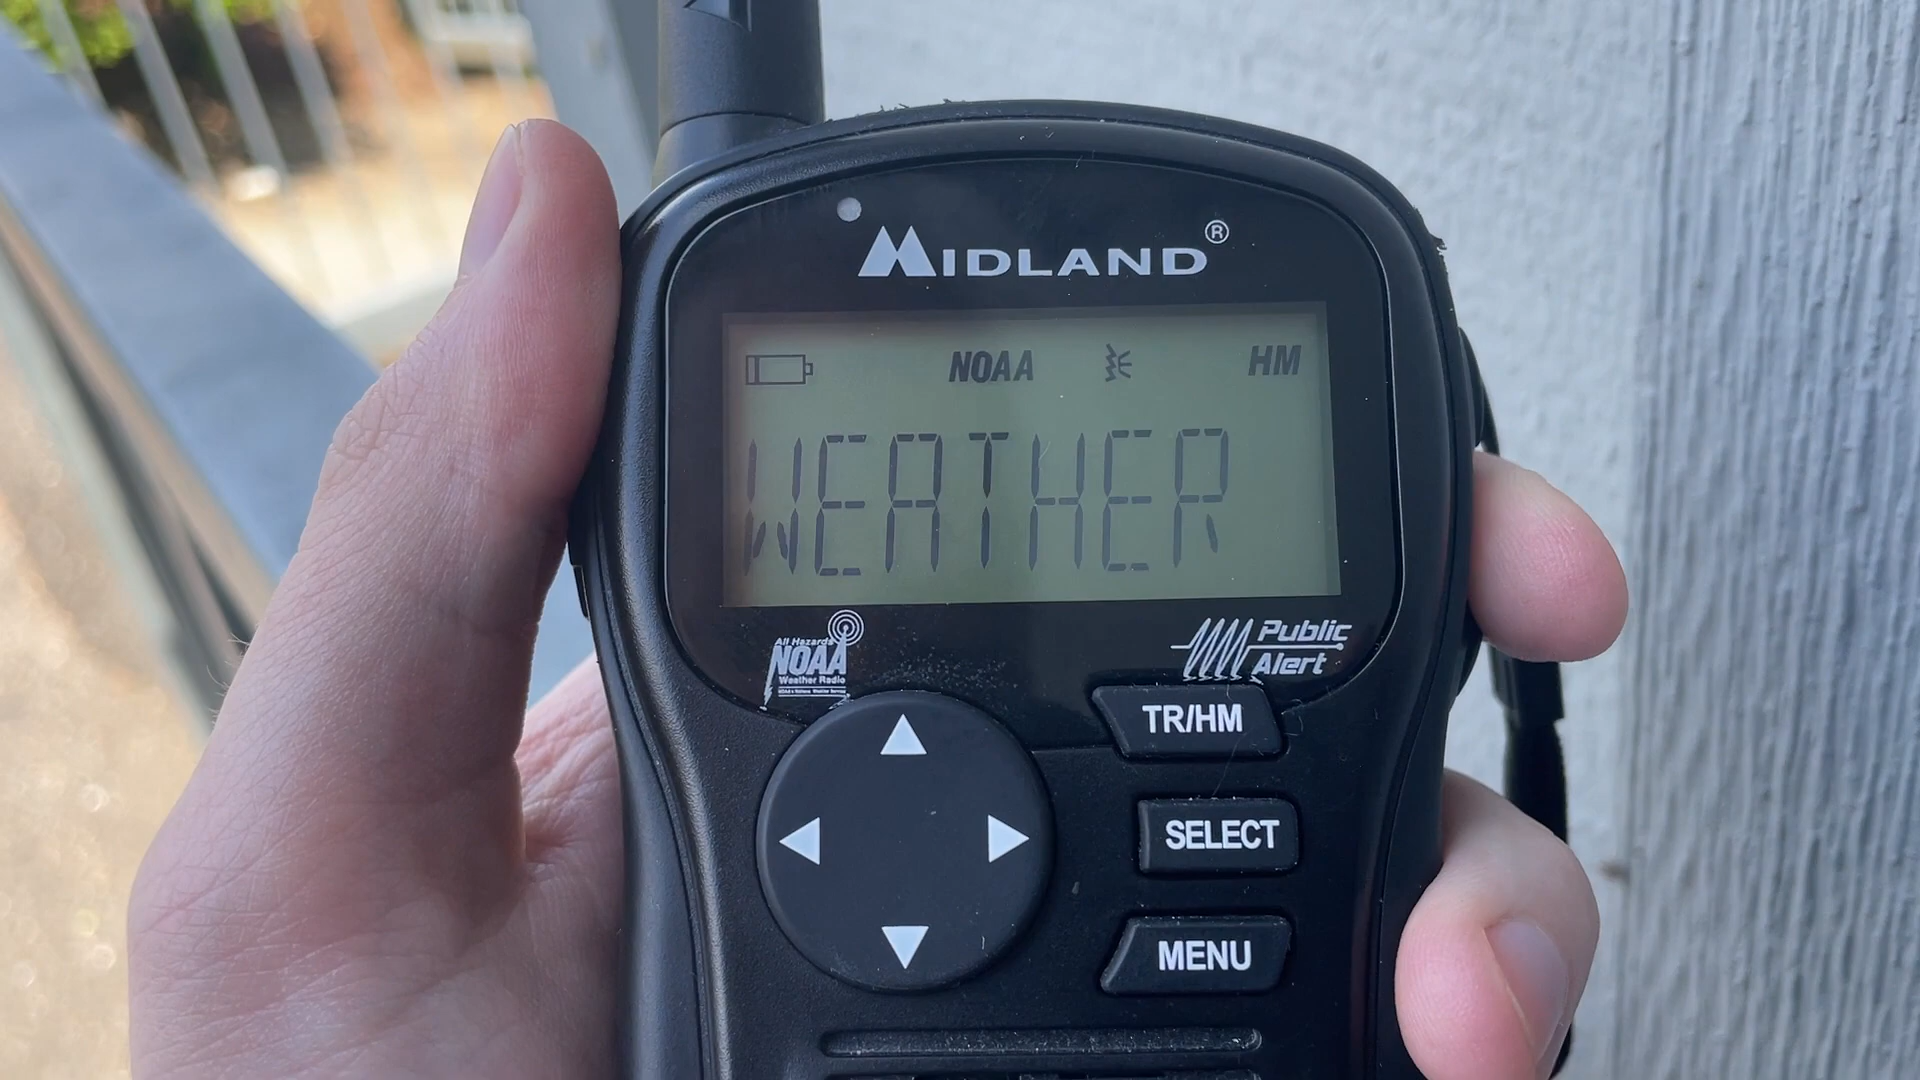 MIDLAND®
NOAA HM
WEATHER
All Hazards
NOAA
Weather Radio
Public
Alert
TR/HM
SELECT
MENU